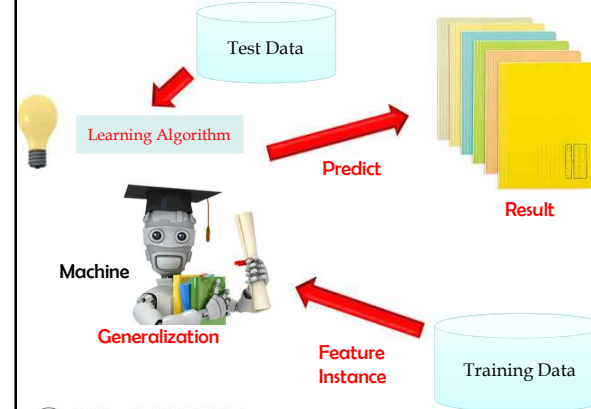 Test Data
Learning Algorithm
Predict
Result
Machine
Generalization
Feature
Instance
Training Data